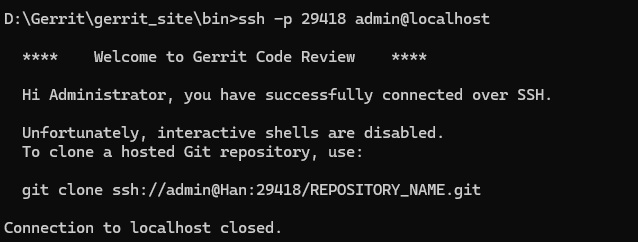 D:\Gerrit\gerrit_site\bin>ssh -p 29418 admin@localhost
****    Welcome to Gerrit Code Review    ****
Hi Administrator, you have successfully connected over SSH.
Unfortunately, interactive shells are disabled.
To clone a hosted Git repository, use:
git clone ssh://admin@Han:29418/REPOSITORY_NAME.git
Connection to localhost closed.